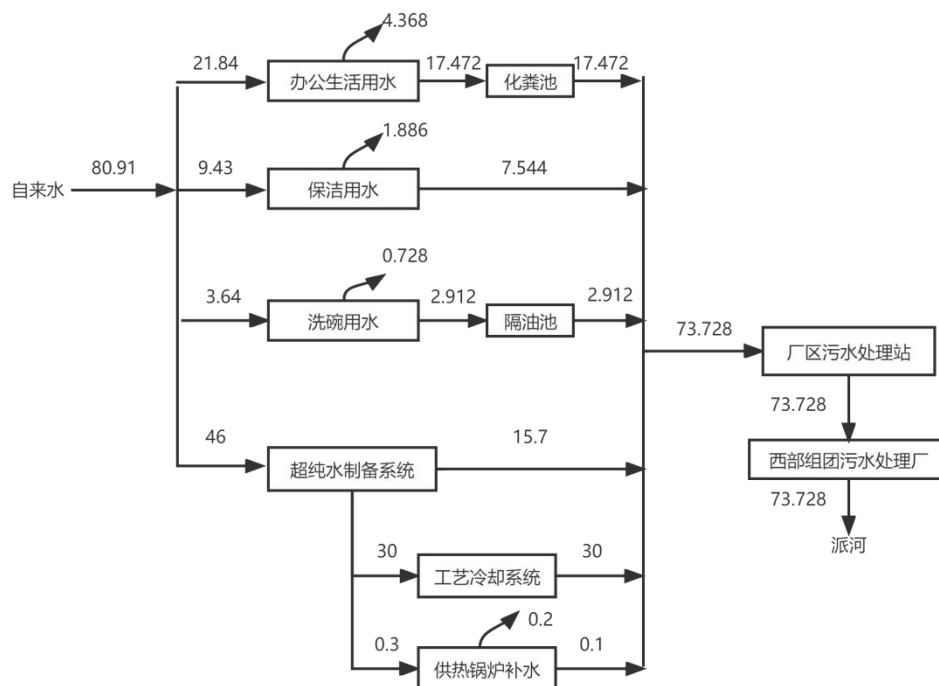 4.368
21.84
办公生活用水
17.472
化粪池
17.472
1.886
80.91
9.43
保洁用水
7.544
自来水
0.728
3.64
洗碗用水
2.912
隔油池
2.912
73.728
厂区污水处理站
73.728
46
超纯水制备系统
15.7
西部组团污水处理厂
73.728
派河
30
工艺冷却系统
30
0.2
0.3
供热锅炉补水
0.1